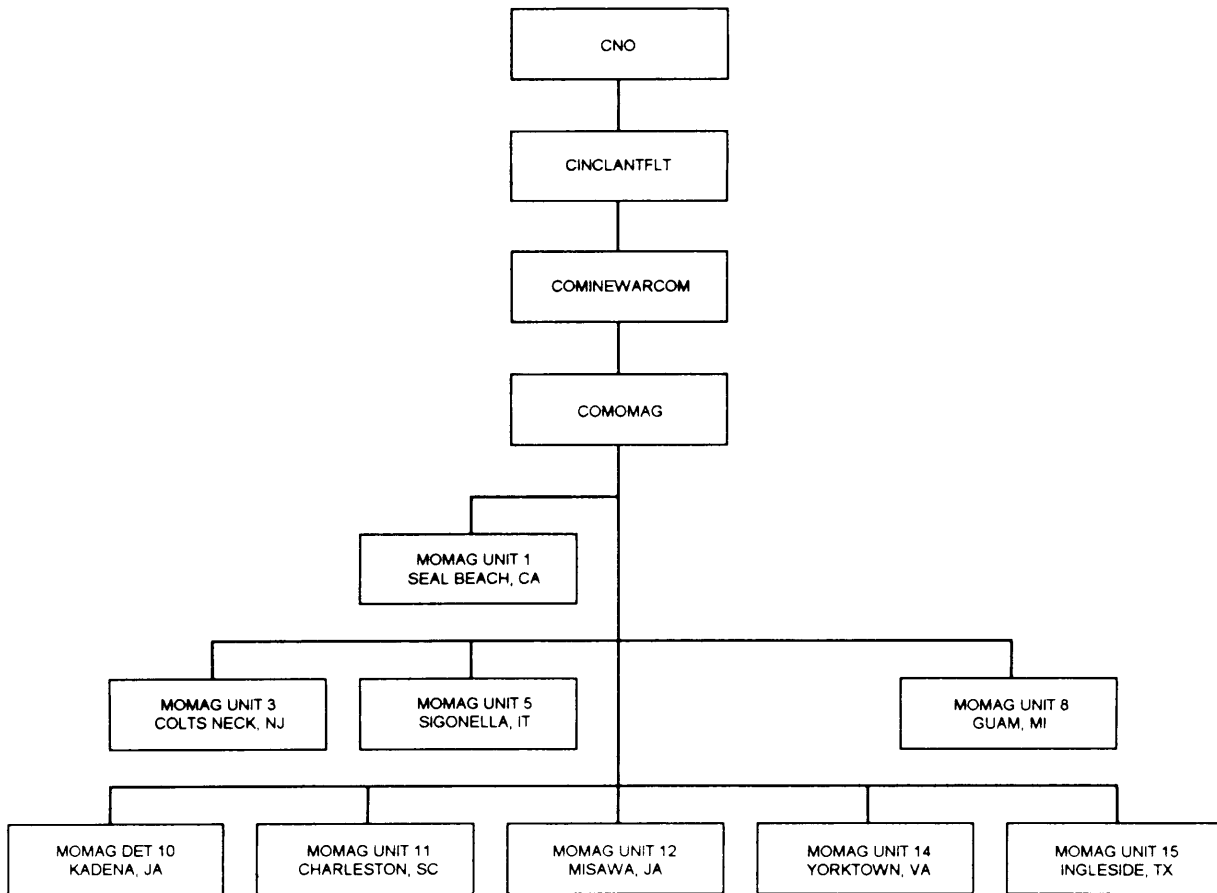 CNO
CINCLANTFLT
COMINEWARCOM
COMOMAG
MOMAG UNIT 1
SEAL BEACH, CA
MOMAG UNIT 3
COLTS NECK, NJ
MOMAG UNIT 5
SIGONELLA, IT
MOMAG UNIT 8
GUAM, MI
MOMAG DET 10
KADENA, JA
MOMAG UNIT 11
CHARLESTON, SC
MOMAG UNIT 12
MISAWA, JA
MOMAG UNIT 14
YORKTOWN, VA
MOMAG UNIT 15
INGLESIDE, TX